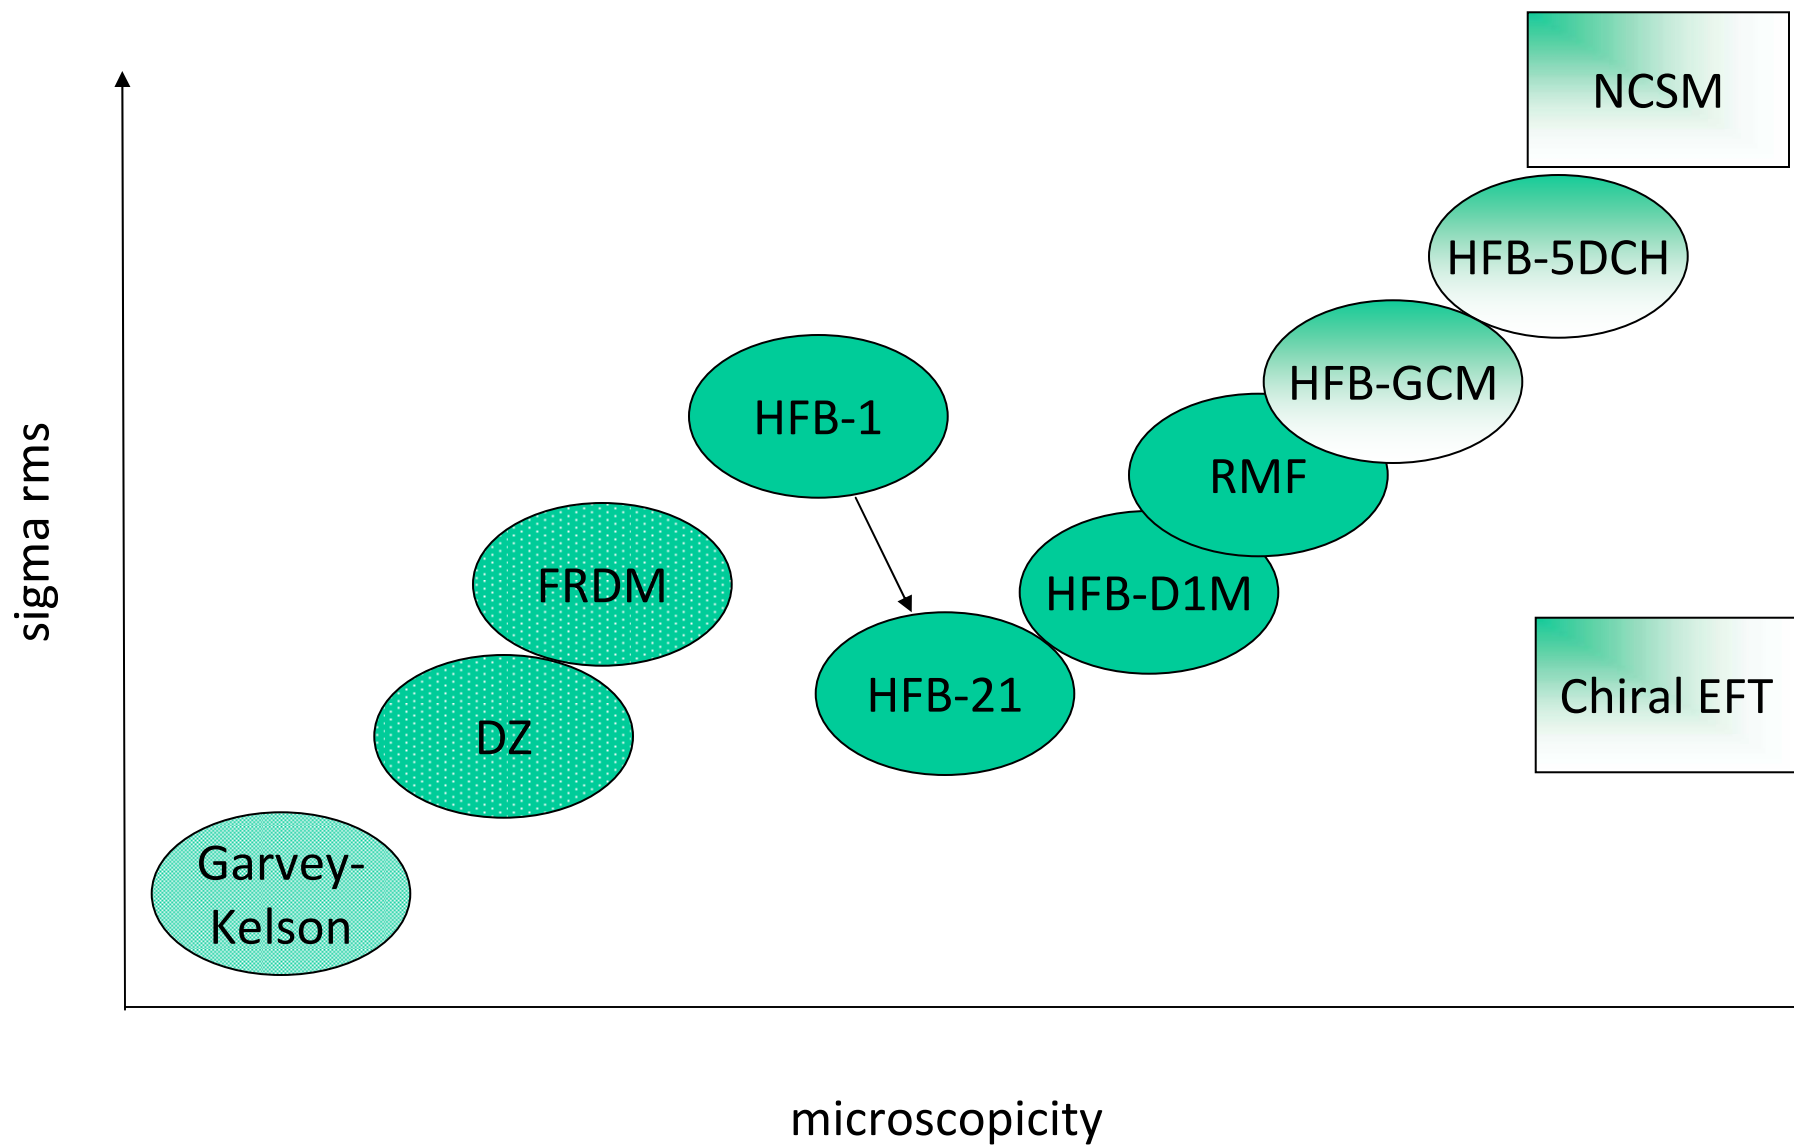 NCSM
HFB-5DCH
HFB-GCM
HFB-1
RMF
FRDM
HFB-D1M
HFB-21
Chiral EFT
DZ
Garvey-
Kelson
sigma rms
microscopicity